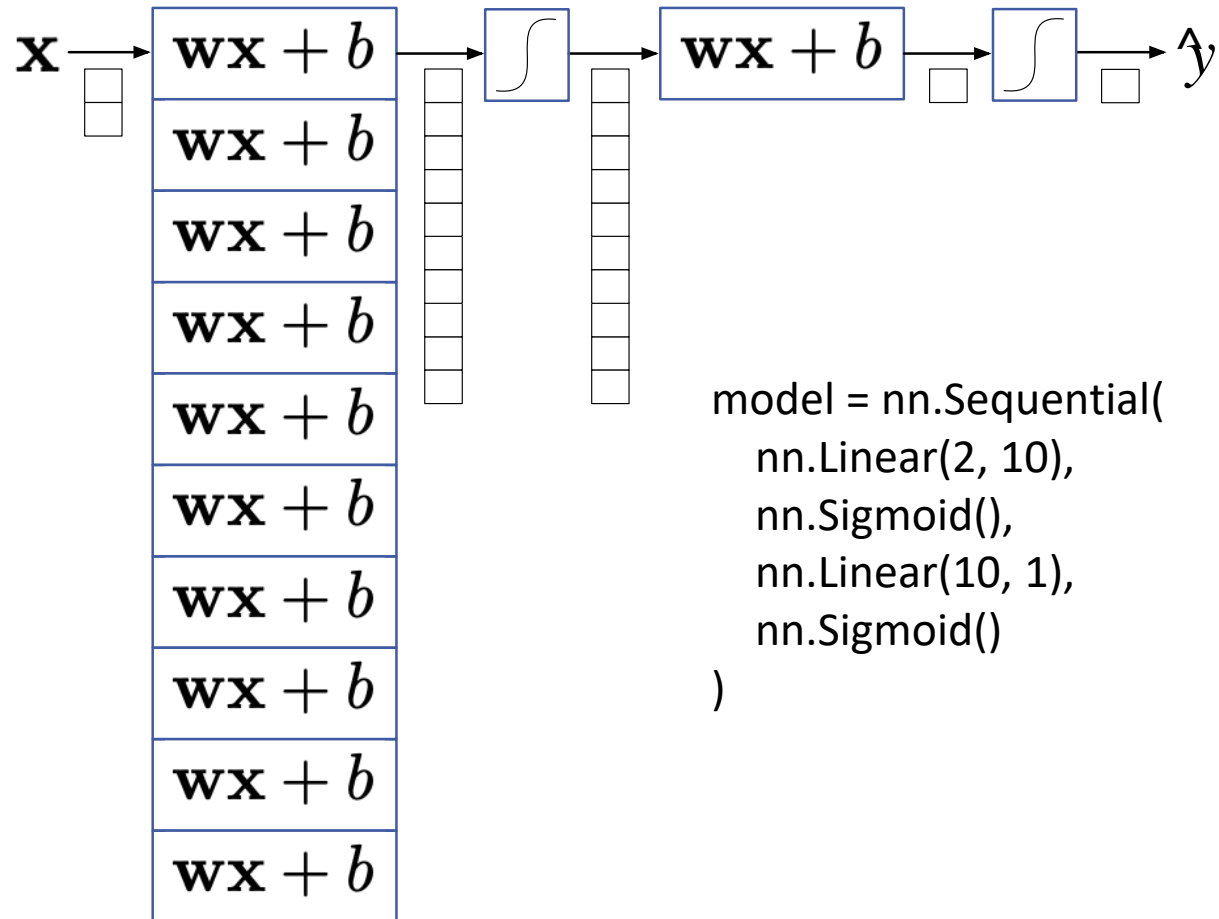 x wx + b wx + b ŷ
wx + b
wx + b
wx + b
wx + b
wx + b
wx + b
wx + b
wx + b
wx + b
model = nn.Sequential(
nn.Linear(2, 10),
nn.Sigmoid(),
nn.Linear(10, 1),
nn.Sigmoid()
)